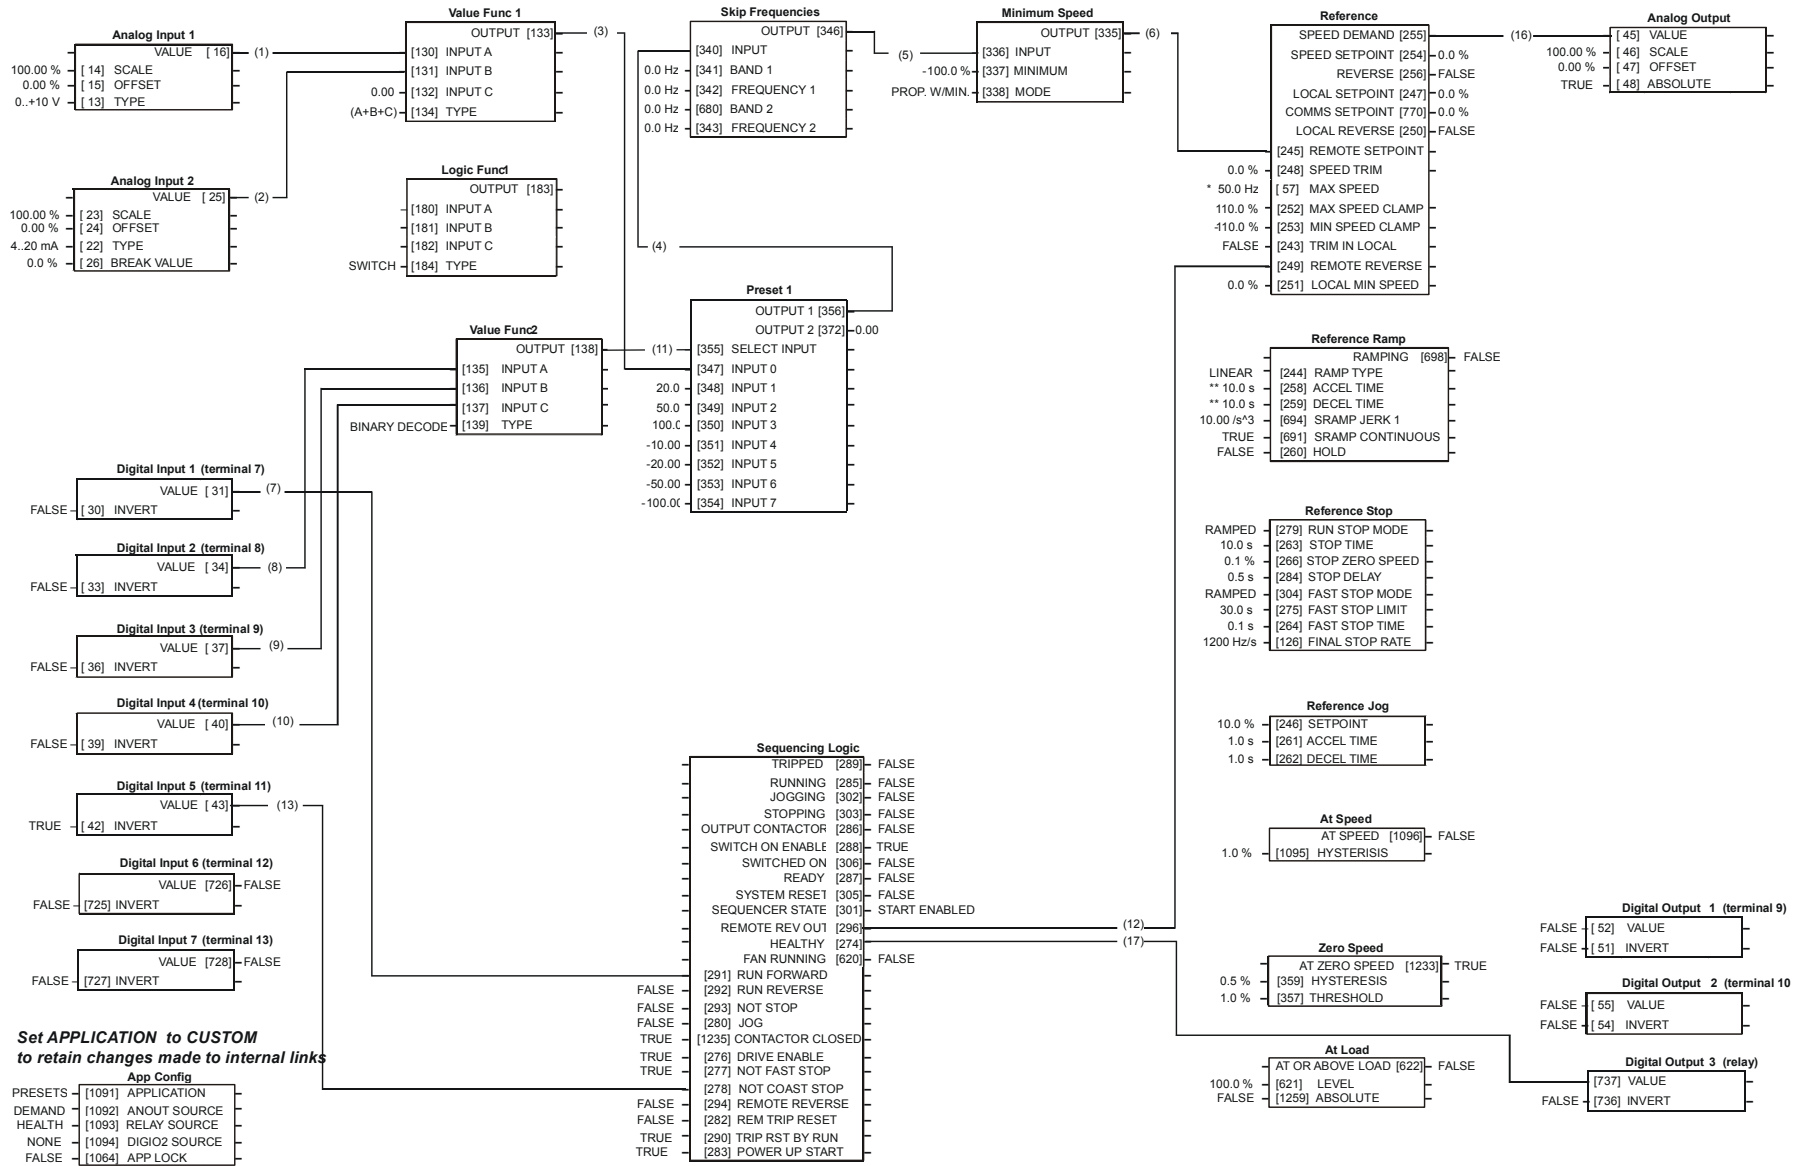 Analog Input 1
VALUE [ 16]
100.00 % [ 14] SCALE
0.00 % [ 15] OFFSET
0..+10 V [ 13] TYPE
(1)
Analog Input 2
VALUE [ 25]
100.00 % [ 23] SCALE
0.00 % [ 24] OFFSET
4..20 mA [ 22] TYPE
0.0 % [ 26] BREAK VALUE
(2)
Value Func 1
OUTPUT [133]
[130] INPUT A
[131] INPUT B
0.00 [132] INPUT C
(A+B+C) [134] TYPE
(3)
Logic Func1
OUTPUT [183]
[180] INPUT A
[181] INPUT B
[182] INPUT C
SWITCH [184] TYPE
Value Func2
OUTPUT [138]
[135] INPUT A
[136] INPUT B
[137] INPUT C
BINARY DECODE [139] TYPE
(11)
Skip Frequencies
OUTPUT [346]
[340] INPUT
0.0 Hz [341] BAND 1
0.0 Hz [342] FREQUENCY 1
0.0 Hz [680] BAND 2
0.0 Hz [343] FREQUENCY 2
(4)
(5)
Preset 1
OUTPUT 1 [356]
OUTPUT 2 [372] 0.00
[355] SELECT INPUT
[347] INPUT 0
20.0 [348] INPUT 1
50.0 [349] INPUT 2
100.0 [350] INPUT 3
-10.00 [351] INPUT 4
-20.00 [352] INPUT 5
-50.00 [353] INPUT 6
-100.00 [354] INPUT 7
Minimum Speed
OUTPUT [335]
[336] INPUT
-100.0 % [337] MINIMUM
PROP. W/MIN. [338] MODE
(6)
Reference
SPEED DEMAND [255]
SPEED SETPOINT [254] 0.0 %
REVERSE [256] FALSE
LOCAL SETPOINT [247] 0.0 %
COMMS SETPOINT [770] 0.0 %
LOCAL REVERSE [250] FALSE
[245] REMOTE SETPOINT
0.0 % [248] SPEED TRIM
* 50.0 Hz [ 57] MAX SPEED
110.0 % [252] MAX SPEED CLAMP
-110.0 % [253] MIN SPEED CLAMP
FALSE [243] TRIM IN LOCAL
[249] REMOTE REVERSE
0.0 % [251] LOCAL MIN SPEED
(16)
Analog Output
[ 45] VALUE
100.00 % [ 46] SCALE
0.00 % [ 47] OFFSET
TRUE [ 48] ABSOLUTE
Reference Ramp
RAMPING [698] FALSE
LINEAR [244] RAMP TYPE
** 10.0 s [258] ACCEL TIME
** 10.0 s [259] DECEL TIME
10.00 /s^3 [694] SRAMP JERK 1
TRUE [691] SRAMP CONTINUOUS
FALSE [260] HOLD
Digital Input 1 (terminal 7)
VALUE [ 31]
FALSE [ 30] INVERT
(7)
Digital Input 2 (terminal 8)
VALUE [ 34]
FALSE [ 33] INVERT
(8)
Digital Input 3 (terminal 9)
VALUE [ 37]
FALSE [ 36] INVERT
(9)
Digital Input 4 (terminal 10)
VALUE [ 40]
FALSE [ 39] INVERT
(10)
Digital Input 5 (terminal 11)
VALUE [ 43]
TRUE [ 42] INVERT
(13)
Digital Input 6 (terminal 12)
VALUE [726] FALSE
FALSE [725] INVERT
Digital Input 7 (terminal 13)
VALUE [728] FALSE
FALSE [727] INVERT
Set APPLICATION to CUSTOM
to retain changes made to internal links
App Config
PRESETS [1091] APPLICATION
DEMAND [1092] ANOUT SOURCE
HEALTH [1093] RELAY SOURCE
NONE [1094] DIGIO2 SOURCE
FALSE [1064] APP LOCK
Sequencing Logic
TRIPPED [289] FALSE
RUNNING [285] FALSE
JOGGING [302] FALSE
STOPPING [303] FALSE
OUTPUT CONTACTOR [286] FALSE
SWITCH ON ENABLE [288] TRUE
SWITCHED ON [306] FALSE
READY [287] FALSE
SYSTEM RESET [305] FALSE
SEQUENCER STATE [301] START ENABLED
REMOTE REV OUT [296]
HEALTHY [274]
FAN RUNNING [620] FALSE
[291] RUN FORWARD
FALSE [292] RUN REVERSE
FALSE [293] NOT STOP
FALSE [280] JOG
TRUE [1235] CONTACTOR CLOSED
TRUE [276] DRIVE ENABLE
TRUE [277] NOT FAST STOP
[278] NOT COAST STOP
FALSE [294] REMOTE REVERSE
FALSE [282] REM TRIP RESET
TRUE [290] TRIP RST BY RUN
TRUE [283] POWER UP START
(12)
(17)
Reference Stop
RAMPED [279] RUN STOP MODE
10.0 s [263] STOP TIME
0.1 % [266] STOP ZERO SPEED
0.5 s [284] STOP DELAY
RAMPED [304] FAST STOP MODE
30.0 s [275] FAST STOP LIMIT
0.1 s [264] FAST STOP TIME
1200 Hz/s [126] FINAL STOP RATE
Reference Jog
10.0 % [246] SETPOINT
1.0 s [261] ACCEL TIME
1.0 s [262] DECEL TIME
At Speed
AT SPEED [1096] FALSE
1.0 % [1095] HYSTERISIS
Zero Speed
AT ZERO SPEED [1233] TRUE
0.5 % [359] HYSTERESIS
1.0 % [357] THRESHOLD
At Load
AT OR ABOVE LOAD [622] FALSE
100.0 % [621] LEVEL
FALSE [1259] ABSOLUTE
Digital Output 1 (terminal 9)
FALSE [ 52] VALUE
FALSE [ 51] INVERT
Digital Output 2 (terminal 10
FALSE [ 55] VALUE
FALSE [ 54] INVERT
Digital Output 3 (relay)
[737] VALUE
FALSE [736] INVERT